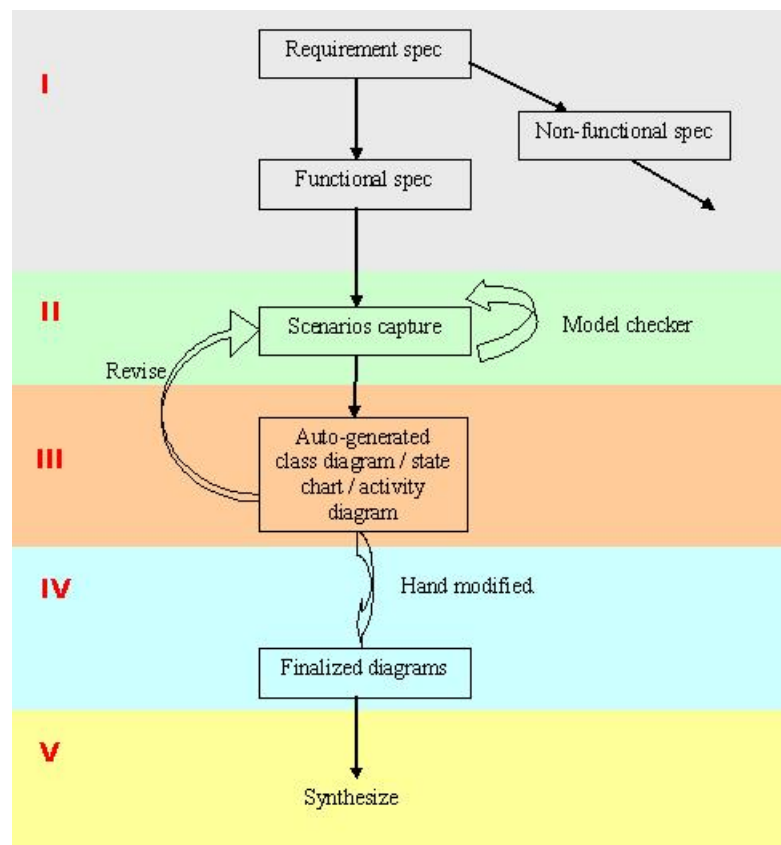 I
Requirement spec
Non-functional spec
Functional spec
II
Scenarios capture
Model checker
Revise
III
Auto-generated
class diagram / state
chart / activity
diagram
IV
Hand modified
Finalized diagrams
V
Synthesize